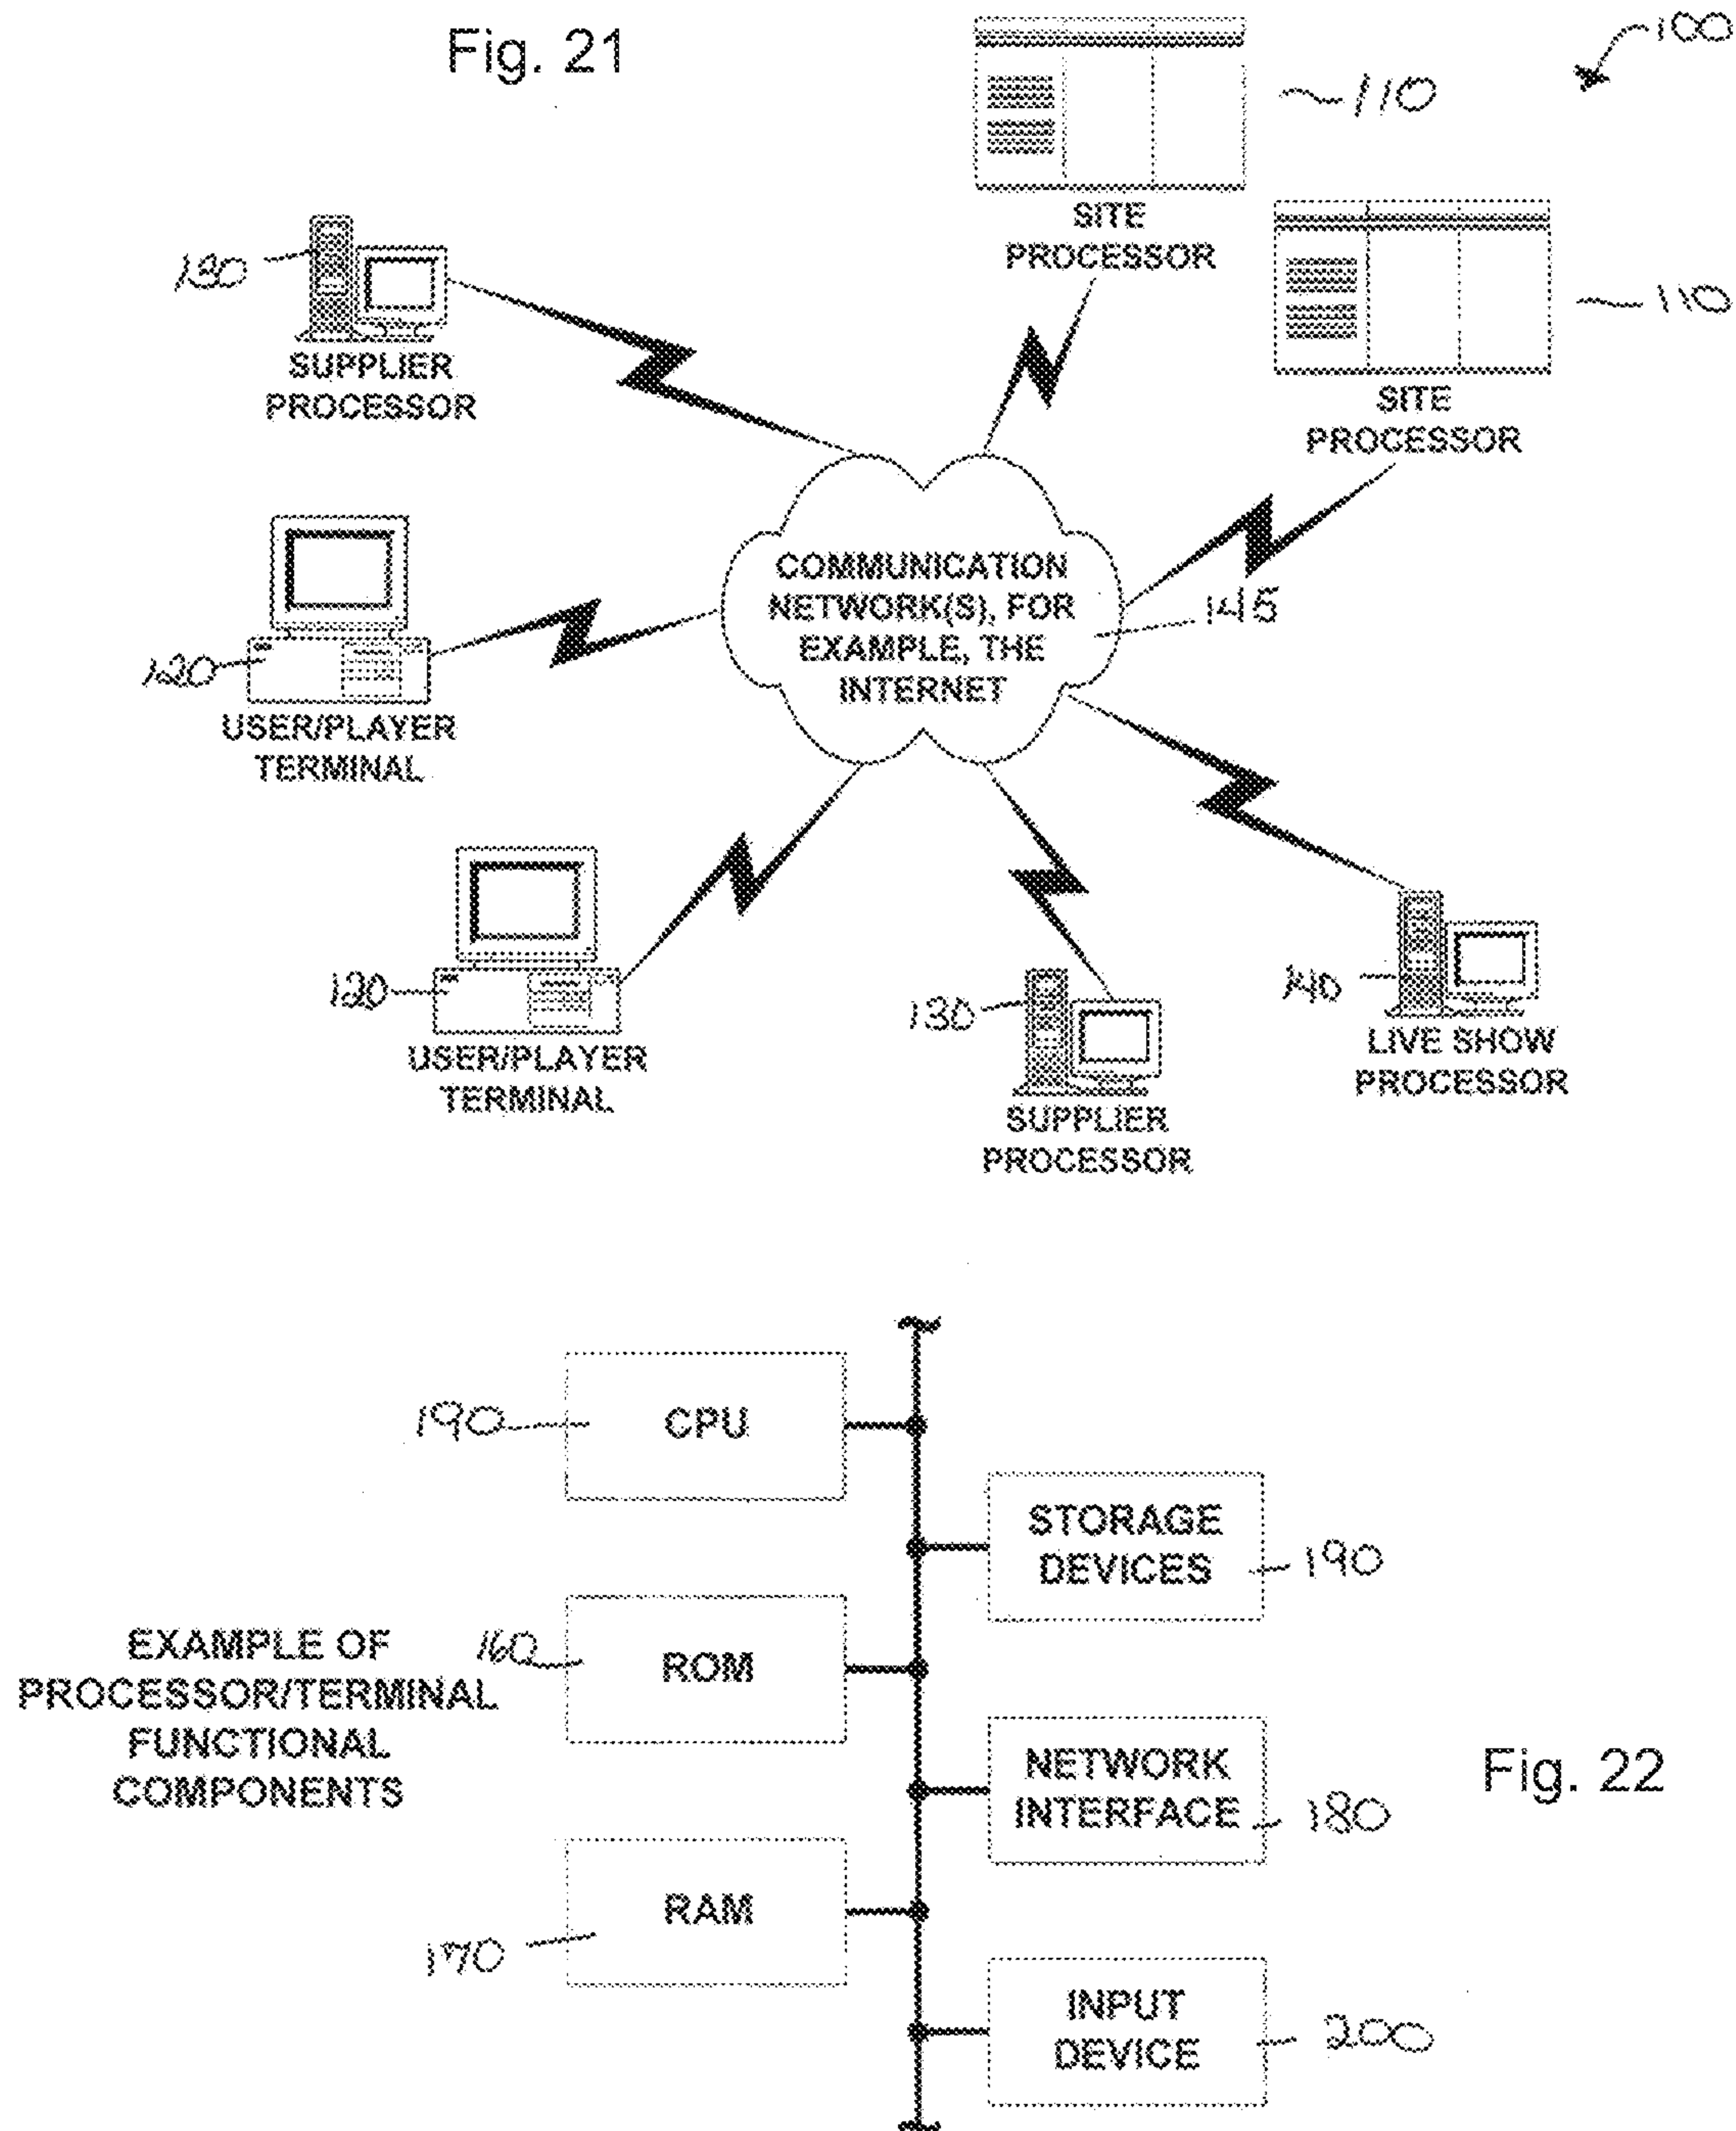 Fig. 21
100
110
SITE
PROCESSOR
110
SITE
PROCESSOR
130
SUPPLIER
PROCESSOR
COMMUNICATION
NETWORK(S), FOR
EXAMPLE, THE
INTERNET
145
120
USER/PLAYER
TERMINAL
120
USER/PLAYER
TERMINAL
130
SUPPLIER
PROCESSOR
140
LIVE SHOW
PROCESSOR
190
CPU
STORAGE
DEVICES
190
EXAMPLE OF
PROCESSOR/TERMINAL
FUNCTIONAL
COMPONENTS
160
ROM
NETWORK
INTERFACE
180
Fig. 22
RAM
170
INPUT
DEVICE
200